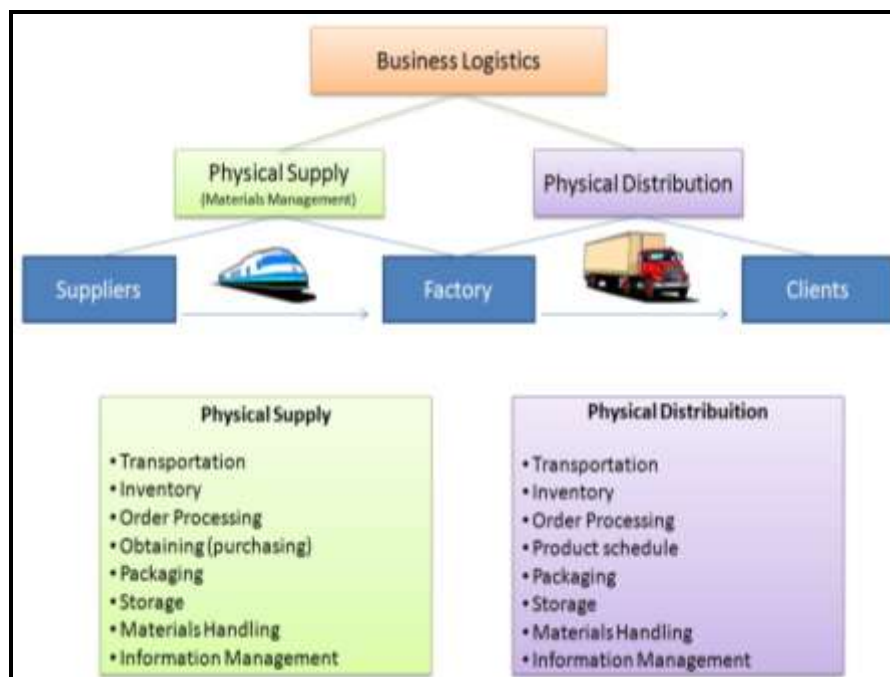 Business Logistics
Physical Supply
(Materials Management)
Physical Distribution
Suppliers
Factory
Clients
Physical Supply
• Transportation
• Inventory
• Order Processing
• Obtaining (purchasing)
• Packaging
• Storage
• Materials Handling
• Information Management
Physical Distribuition
• Transportation
• Inventory
• Order Processing
• Product schedule
• Packaging
• Storage
• Materials Handling
• Information Management